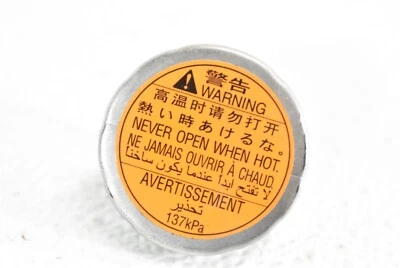 警告
WARNING
高温时请勿打开
熱い時あけるな。
NEVER OPEN WHEN HOT.
NE JAMAIS OUVRIR À CHAUD.
لا تفتح أبدا عندما يكون ساخنا
AVERTISSEMENT
تحذير
137kPa